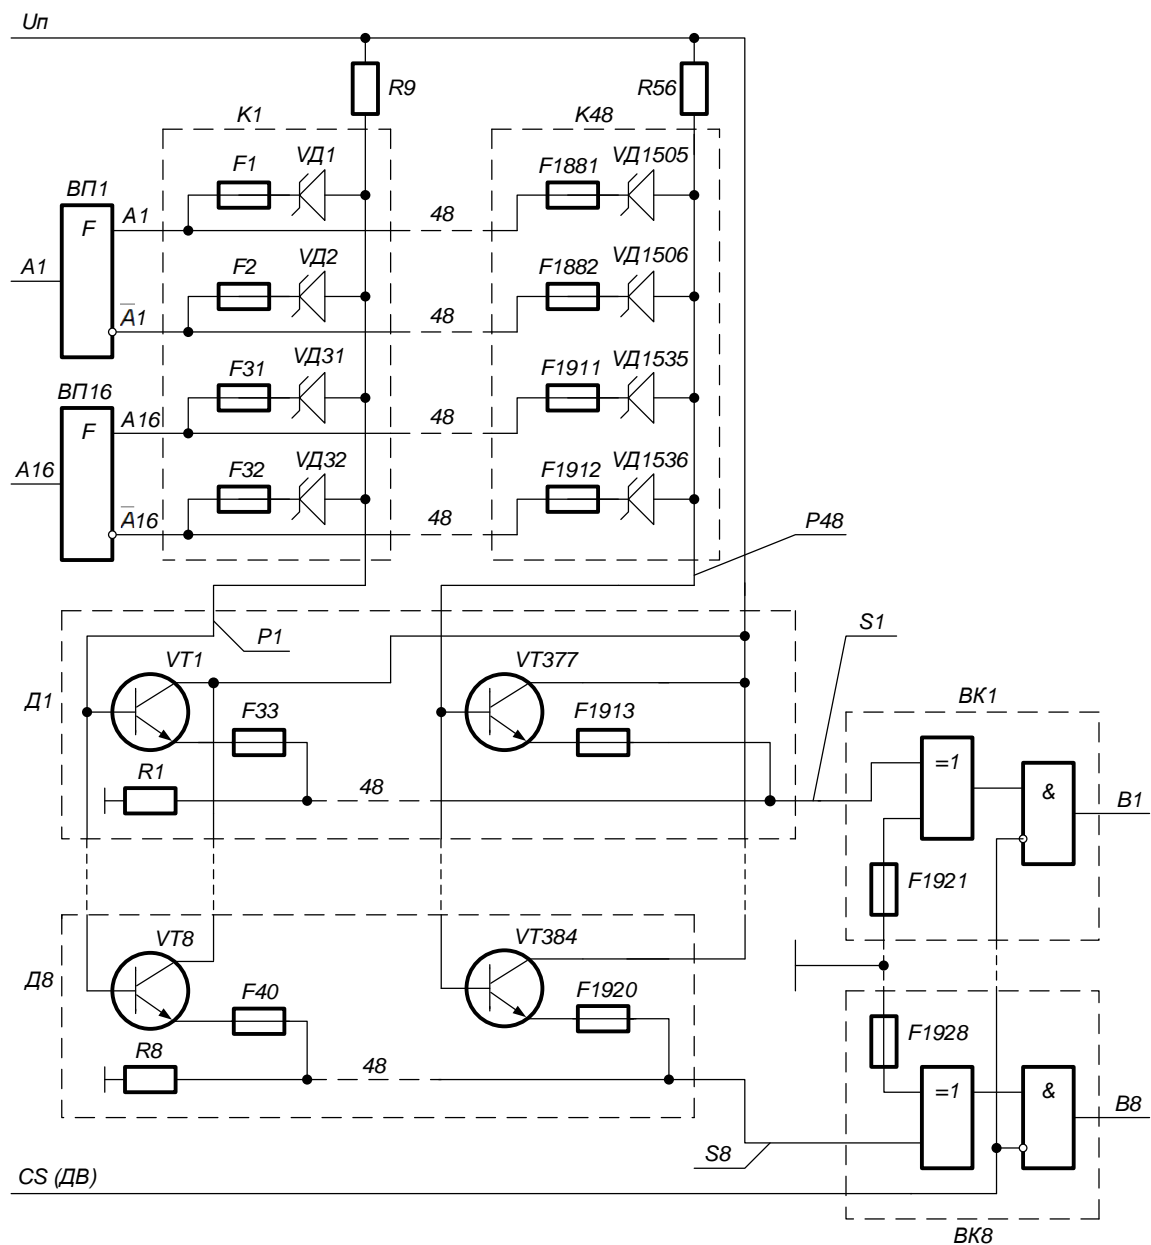 Uп
R9
R56
K1
K48
ВП1
F1
VД1
F1881
VД1505
F
A1
48
A1
F2
VД2
F1882
VД1506
A̅1
48
ВП16
F31
VД31
F1911
VД1535
F
A16
48
A16
F32
VД32
F1912
VД1536
A̅16
48
P48
P1
S1
VT1
VT377
Д1
F33
F1913
ВК1
R1
48
=1
&
B1
F1921
VT8
VT384
Д8
F40
F1920
F1928
R8
48
=1
&
B8
S8
CS (ДВ)
ВК8